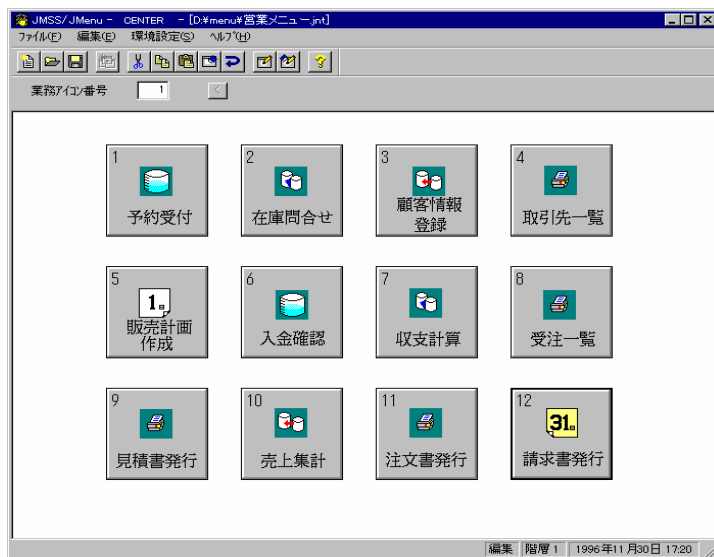 JMSS/JMenu - CENTER - [D:¥menu¥営業メニュー.jnt]
ファイル(F) 編集(E) 環境設定(S) ヘルプ(H)
業務アイコン番号 1 <
1 2 3 4
予約受付 在庫問合せ 顧客情報登録 取引先一覧
5 6 7 8
1
販売計画作成 入金確認 収支計算 受注一覧
9 10 11 12
31
見積書発行 売上集計 注文書発行 請求書発行
編集 階層 1 1996年11月30日 17:20